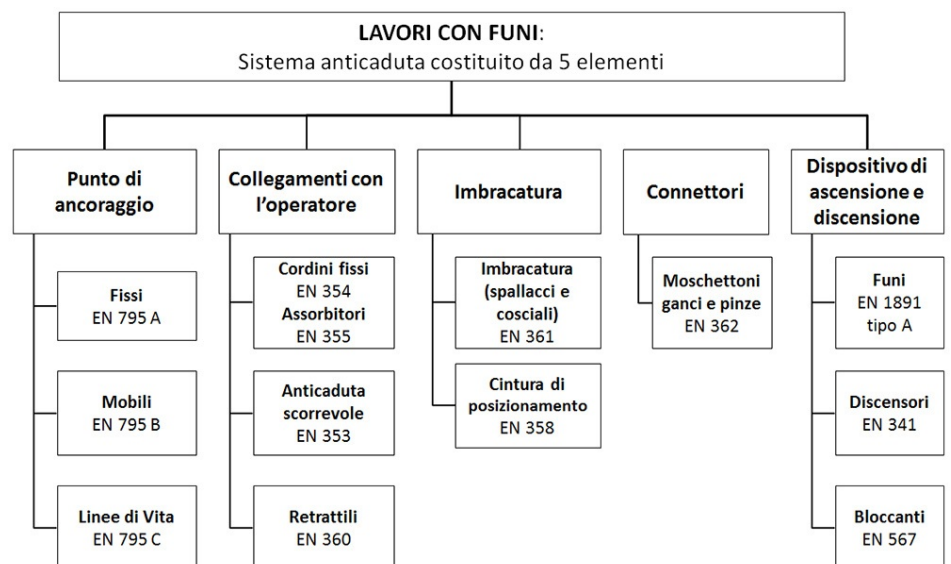 LAVORI CON FUNI:
Sistema anticaduta costituito da 5 elementi
Punto di
ancoraggio
Fissi
EN 795 A
Mobili
EN 795 B
Linee di Vita
EN 795 C
Collegamenti con
l'operatore
Cordini fissi
EN 354
Assorbitori
EN 355
Anticaduta
scorrevole
EN 353
Retrattili
EN 360
Imbracatura
Imbracatura
(spallacci e
cosciali)
EN 361
Cintura di
posizionamento
EN 358
Connettori
Moschettoni
ganci e pinze
EN 362
Dispositivo di
ascensione e
discensione
Funi
EN 1891
tipo A
Discensori
EN 341
Bloccanti
EN 567